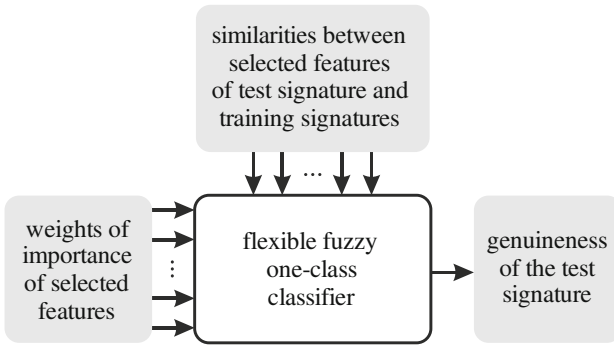 similarities between
selected features
of test signature and
training signatures
...
weights of
importance
of selected
features
...
flexible fuzzy
one-class
classifier
genuineness
of the test
signature